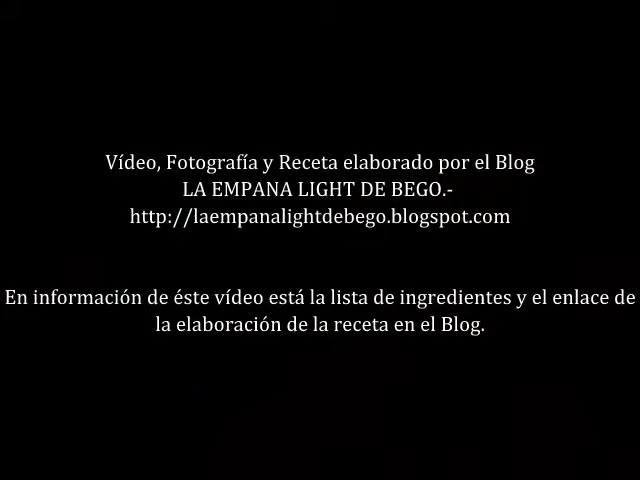 Vídeo, Fotografía y Receta elaborado por el Blog
LA EMPANA LIGHT DE BEGO.-
http://laempanalightdebego.blogspot.com
En información de éste vídeo está la lista de ingredientes y el enlace de
la elaboración de la receta en el Blog.